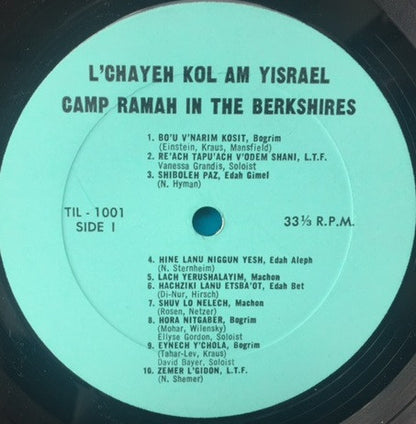 L'CHAYEH KOL AM YISRAEL
CAMP RAMAH IN THE BERKSHIRES
1. BO'U V'NARIM KOSIT, Bogrim
(Einstein, Kraus, Mansfield)
2. RE'ACH TAPU'ACH V'ODEM SHANI, L.T.F.
Vanessa Grandis, Soloist
3. SHIBOLEH PAZ, Edah Gimel
(N. Hyman)
TIL - 1001
SIDE I
33⅓ R.P.M.
4. HINE LANU NIGGUN YESH, Edah Aleph
(N. Sternheim)
5. LACH YERUSHALAYIM, Machon
6. HACHZIKI LANU ETSBA'OT, Edah Bet
(Di-Nur, Hirsch)
7. SHUV LO NELECH, Machon
(Rosen, Netzer)
8. HORA NITGABER, Bogrim
(Mohar, Wilensky)
Ellyse Gordon, Soloist
9. EYNECH Y'CHOLA, Bogrim
(Tahar-Lev, Kraus)
David Bayer, Soloist
10. ZEMER L'GIDON, L.T.F.
(N. Shemer)